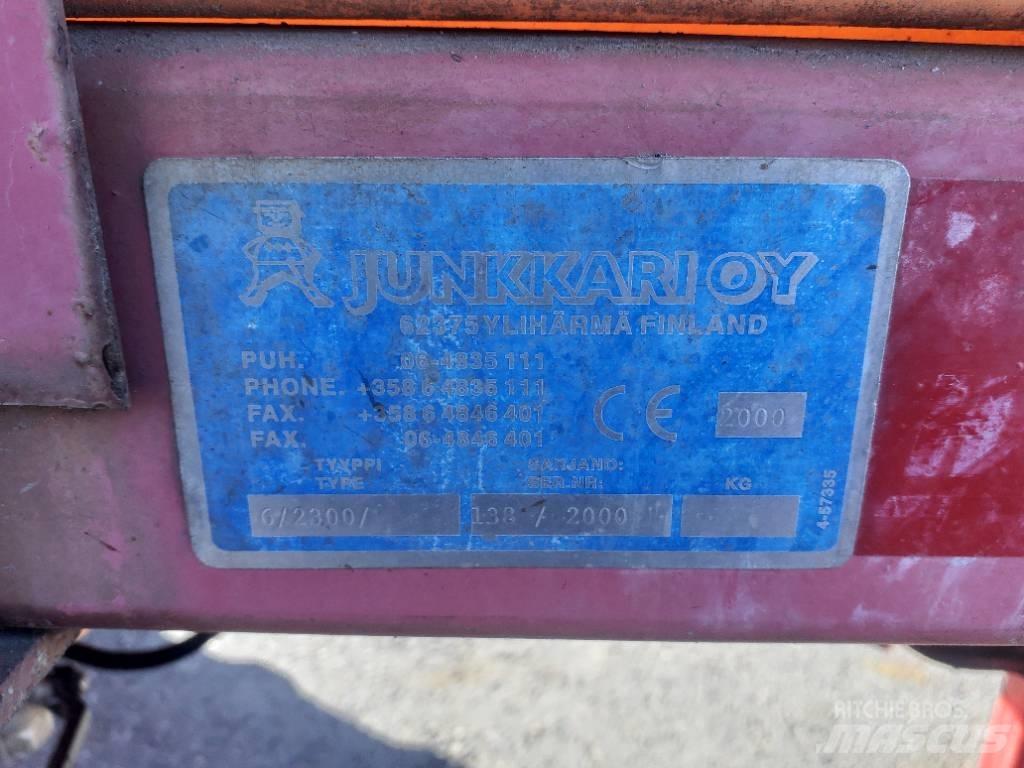 JUNKKARI OY
62375 YLIHÄRMÄ FINLAND
PUH. 06-4835 111
PHONE. +358 6 4835 111
FAX. +358 6 4846 401
FAX. 06-4846 401
CE 2000
TYYPPI SARJANO:
TYPE SER.NR: KG
G/2300/ 138 / 2000
4-57335
RITCHIE BROS.
MASCUS